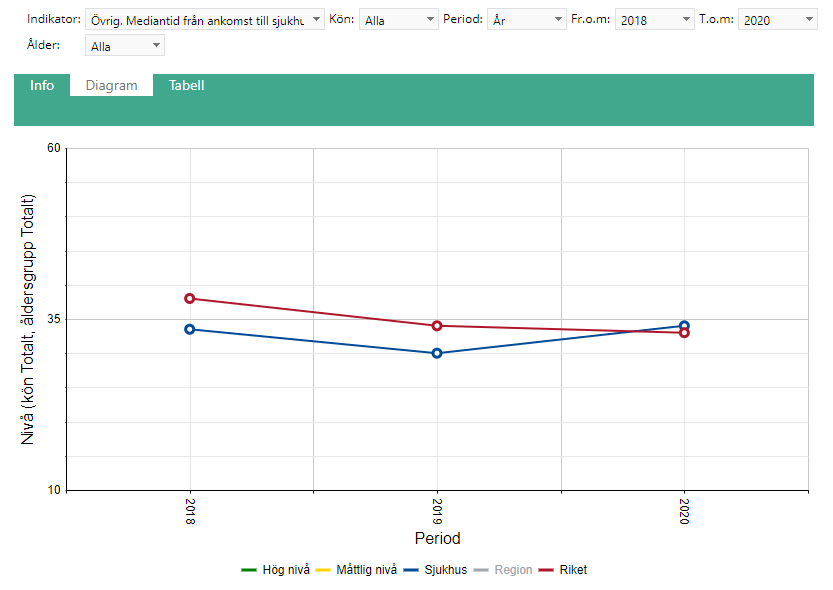 Indikator: Övrig. Mediantid från ankomst till sjukhu Kön: Alla Period: År Fr.o.m: 2018 T.o.m: 2020
Ålder: Alla
Info Diagram Tabell
60
35
10
Nivå (kön Totalt, åldersgrupp Totalt)
2018 2019 2020
Period
Hög nivå Måttlig nivå Sjukhus Region Riket